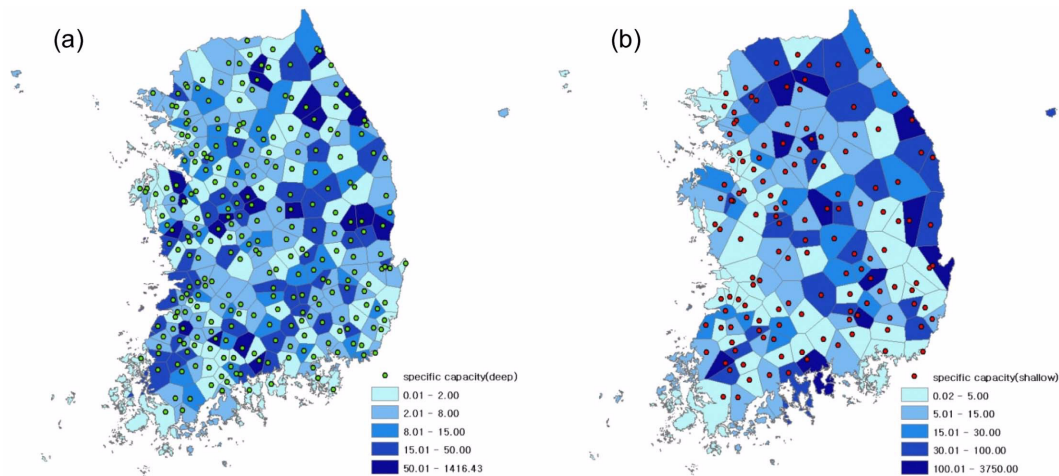 (a)
specific capacity(deep)
0.01 - 2.00
2.01 - 8.00
8.01 - 15.00
15.01 - 50.00
50.01 - 1416.43
(b)
specific capacity(shallow)
0.02 - 5.00
5.01 - 15.00
15.01 - 30.00
30.01 - 100.00
100.01 - 3750.00